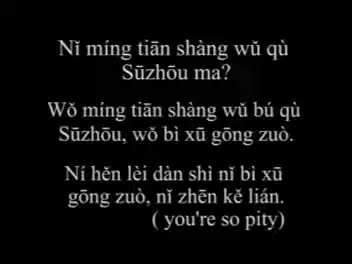 Nǐ míng tiān shàng wǔ qù
Sūzhōu ma?
Wǒ míng tiān shàng wǔ bú qù
Sūzhōu, wǒ bì xū gōng zuò.
Ní hěn lèi dàn shì nǐ bì xū
gōng zuò, nǐ zhēn kě lián.
( you're so pity)